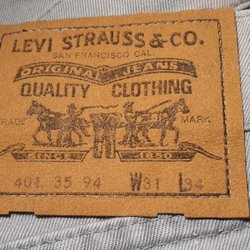 LEVI STRAUSS & CO.
SAN FRANCISCO CAL
ORIGINAL JEANS
QUALITY CLOTHING
TRADE MARK
SINCE 1850
401 35 94 W31 L34